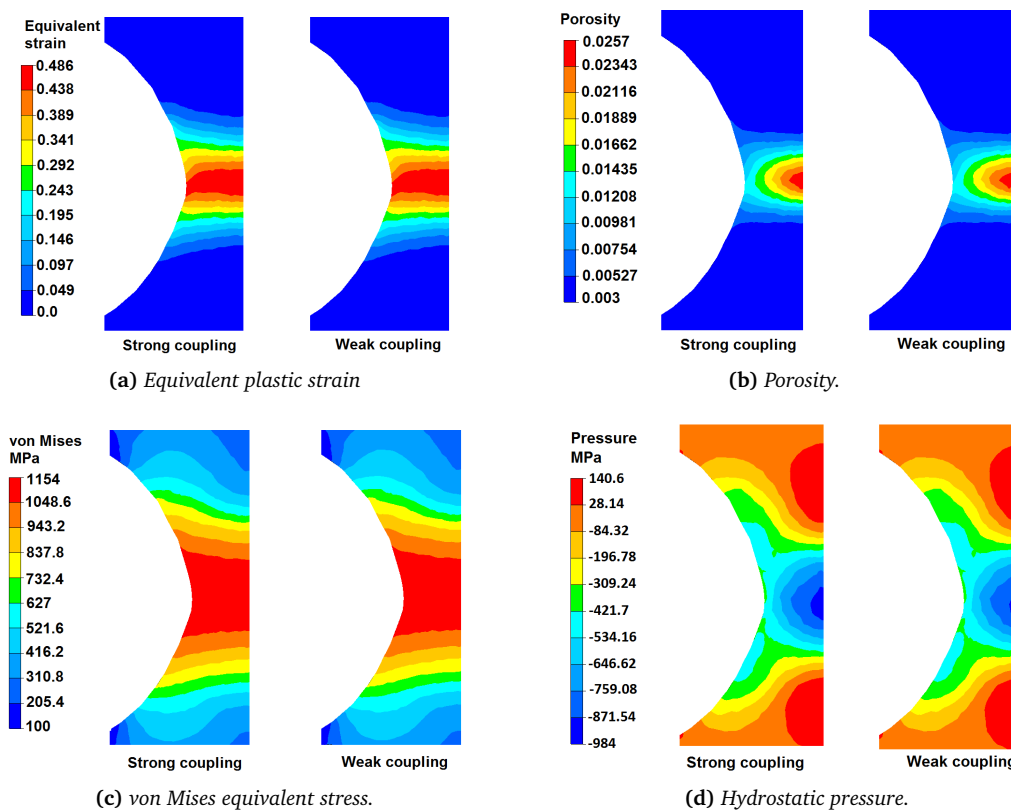 Equivalent
strain
0.486
0.438
0.389
0.341
0.292
0.243
0.195
0.146
0.097
0.049
0.0
Strong coupling
Weak coupling
(a) Equivalent plastic strain
Porosity
0.0257
0.02343
0.02116
0.01889
0.01662
0.01435
0.01208
0.00981
0.00754
0.00527
0.003
Strong coupling
Weak coupling
(b) Porosity.
von Mises
MPa
1154
1048.6
943.2
837.8
732.4
627
521.6
416.2
310.8
205.4
100
Strong coupling
Weak coupling
(c) von Mises equivalent stress.
Pressure
MPa
140.6
28.14
-84.32
-196.78
-309.24
-421.7
-534.16
-646.62
-759.08
-871.54
-984
Strong coupling
Weak coupling
(d) Hydrostatic pressure.